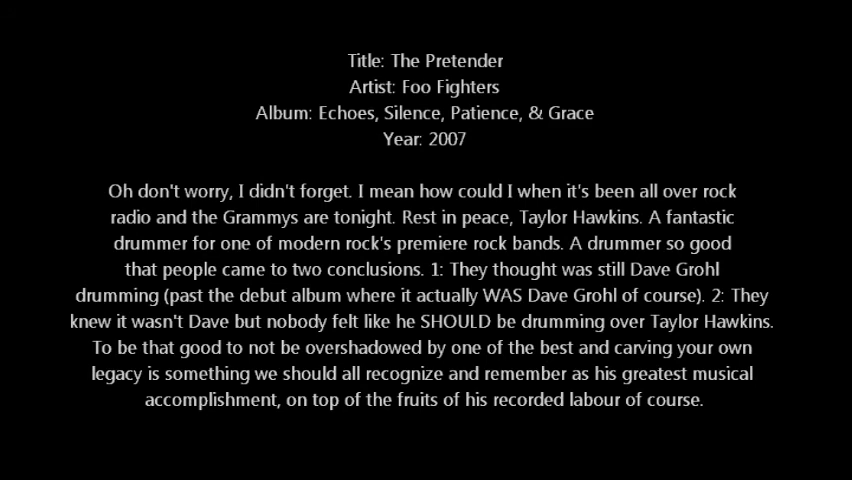 Title: The Pretender
Artist: Foo Fighters
Album: Echoes, Silence, Patience, & Grace
Year: 2007
Oh don't worry, I didn't forget. I mean how could I when it's been all over rock
radio and the Grammys are tonight. Rest in peace, Taylor Hawkins. A fantastic
drummer for one of modern rock's premiere rock bands. A drummer so good
that people came to two conclusions. 1: They thought was still Dave Grohl
drumming (past the debut album where it actually WAS Dave Grohl of course). 2: They
knew it wasn't Dave but nobody felt like he SHOULD be drumming over Taylor Hawkins.
To be that good to not be overshadowed by one of the best and carving your own
legacy is something we should all recognize and remember as his greatest musical
accomplishment, on top of the fruits of his recorded labour of course.